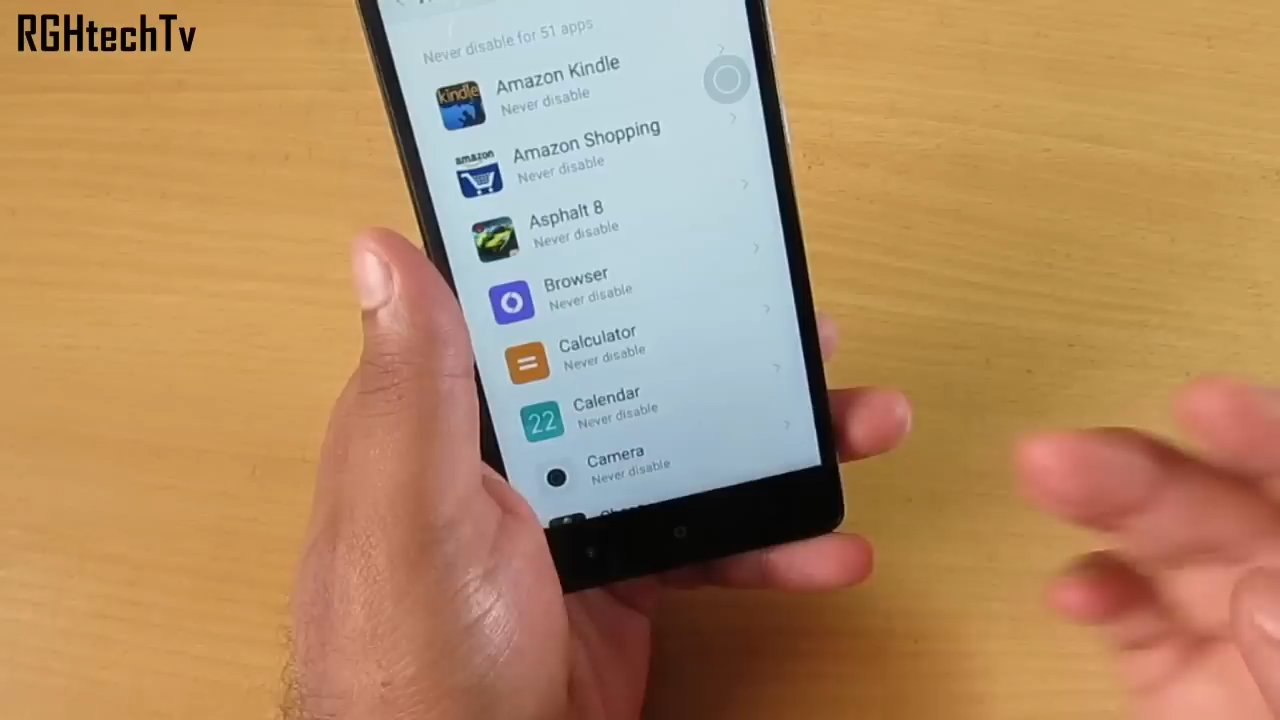 RGHtechTv
Never disable for 51 apps
kindle
Amazon Kindle
Never disable
amazon
Amazon Shopping
Never disable
Asphalt 8
Never disable
Browser
Never disable
Calculator
Never disable
22
Calendar
Never disable
Camera
Never disable